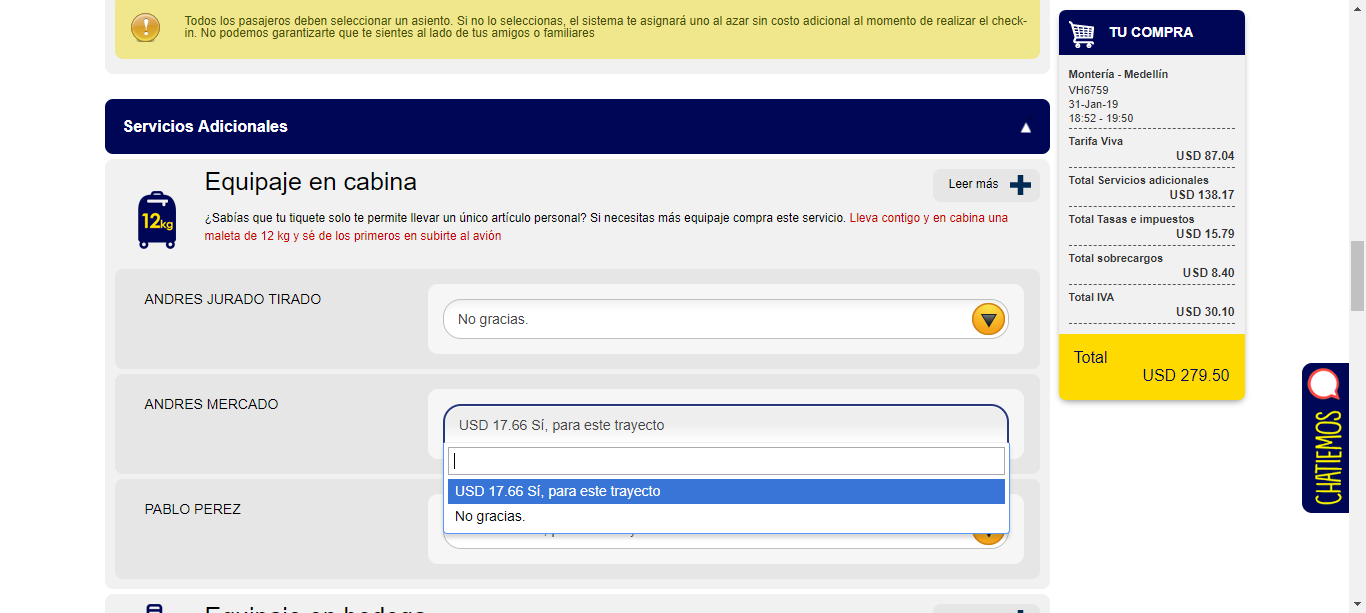 Todos los pasajeros deben seleccionar un asiento. Si no lo seleccionas, el sistema te asignará uno al azar sin costo adicional al momento de realizar el check-
in. No podemos garantizarte que te sientes al lado de tus amigos o familiares
Servicios Adicionales
Equipaje en cabina
Leer más
12kg
¿Sabías que tu tiquete solo te permite llevar un único artículo personal? Si necesitas más equipaje compra este servicio. Lleva contigo y en cabina una
maleta de 12 kg y sé de los primeros en subirte al avión
ANDRES JURADO TIRADO
No gracias.
ANDRES MERCADO
USD 17.66 Sí, para este trayecto
USD 17.66 Sí, para este trayecto
No gracias.
PABLO PEREZ
Equipaje en bodega
TU COMPRA
Montería - Medellín
VH6759
31-Jan-19
18:52 - 19:50
Tarifa Viva
USD 87.04
Total Servicios adicionales
USD 138.17
Total Tasas e impuestos
USD 15.79
Total sobrecargos
USD 8.40
Total IVA
USD 30.10
Total
USD 279.50
CHATIEMOS